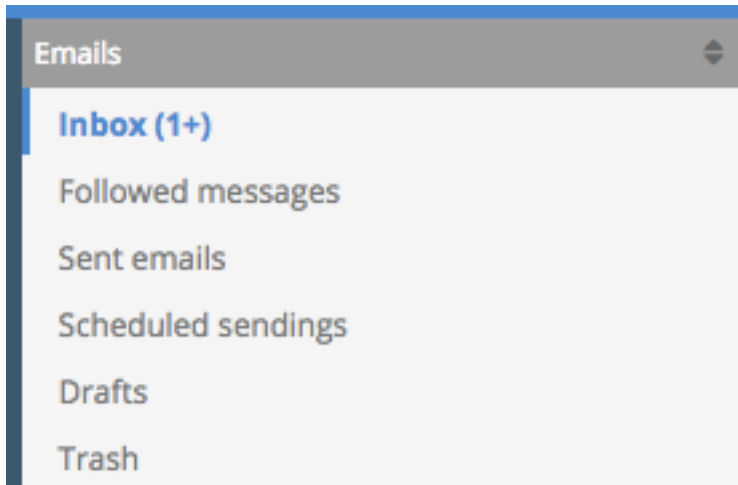 Emails
Inbox (1+)
Followed messages
Sent emails
Scheduled sendings
Drafts
Trash